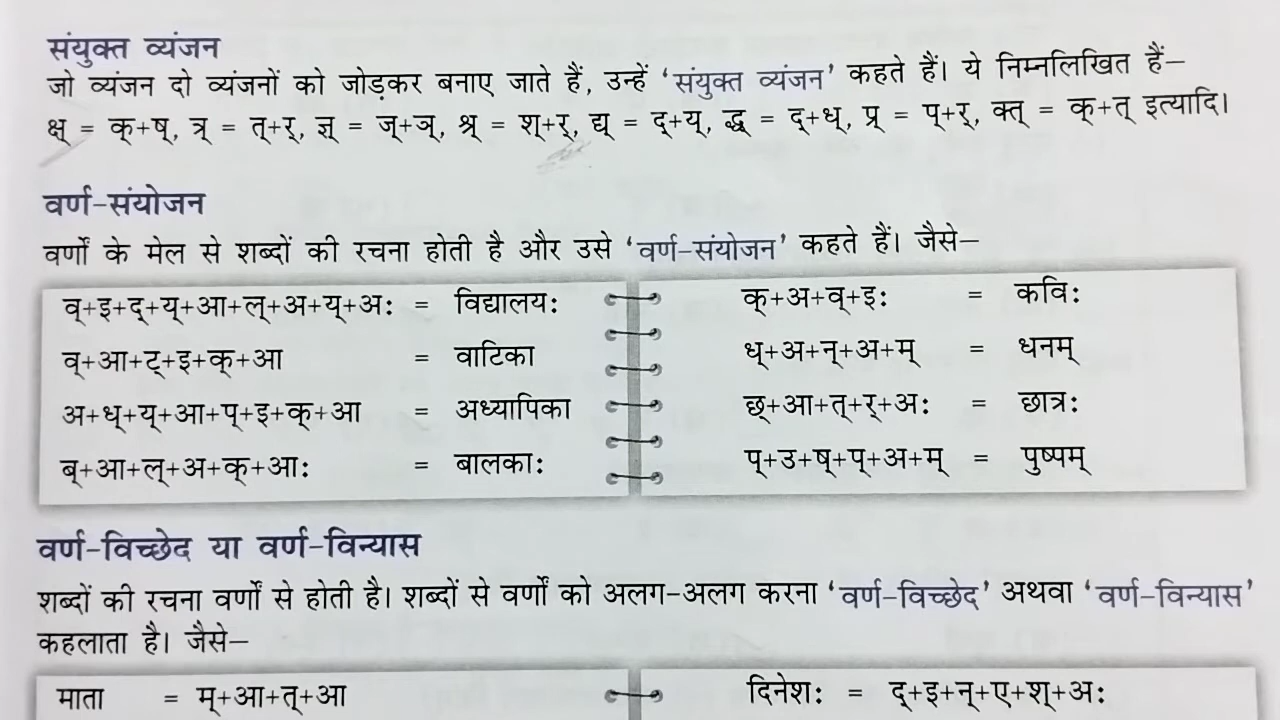 संयुक्त व्यंजन
जो व्यंजन दो व्यंजनों को जोड़कर बनाए जाते हैं, उन्हें ‘संयुक्त व्यंजन’ कहते हैं। ये निम्नलिखित हैं–
क्ष् = क्+ष्, त्र् = त्+र्, ज्ञ् = ज्+ञ्, श्र् = श्+र्, द्य् = द्+य्, द्ध् = द्+ध्, प्र् = प्+र्, क्त् = क्+त् इत्यादि।
वर्ण-संयोजन
वर्णों के मेल से शब्दों की रचना होती है और उसे ‘वर्ण-संयोजन’ कहते हैं। जैसे–
व्+इ+द्+य्+आ+ल्+अ+य्+अः = विद्यालयः
व्+आ+ट्+इ+क्+आ = वाटिका
अ+ध्+य्+आ+प्+इ+क्+आ = अध्यापिका
ब्+आ+ल्+अ+क्+आः = बालकाः
क्+अ+व्+इः = कविः
ध्+अ+न्+अ+म् = धनम्
छ्+आ+त्+र्+अः = छात्रः
प्+उ+ष्+प्+अ+म् = पुष्पम्
वर्ण-विच्छेद या वर्ण-विन्यास
शब्दों की रचना वर्णों से होती है। शब्दों से वर्णों को अलग-अलग करना ‘वर्ण-विच्छेद’ अथवा ‘वर्ण-विन्यास’
कहलाता है। जैसे–
माता = म्+आ+त्+आ
दिनेशः = द्+इ+न्+ए+श्+अः